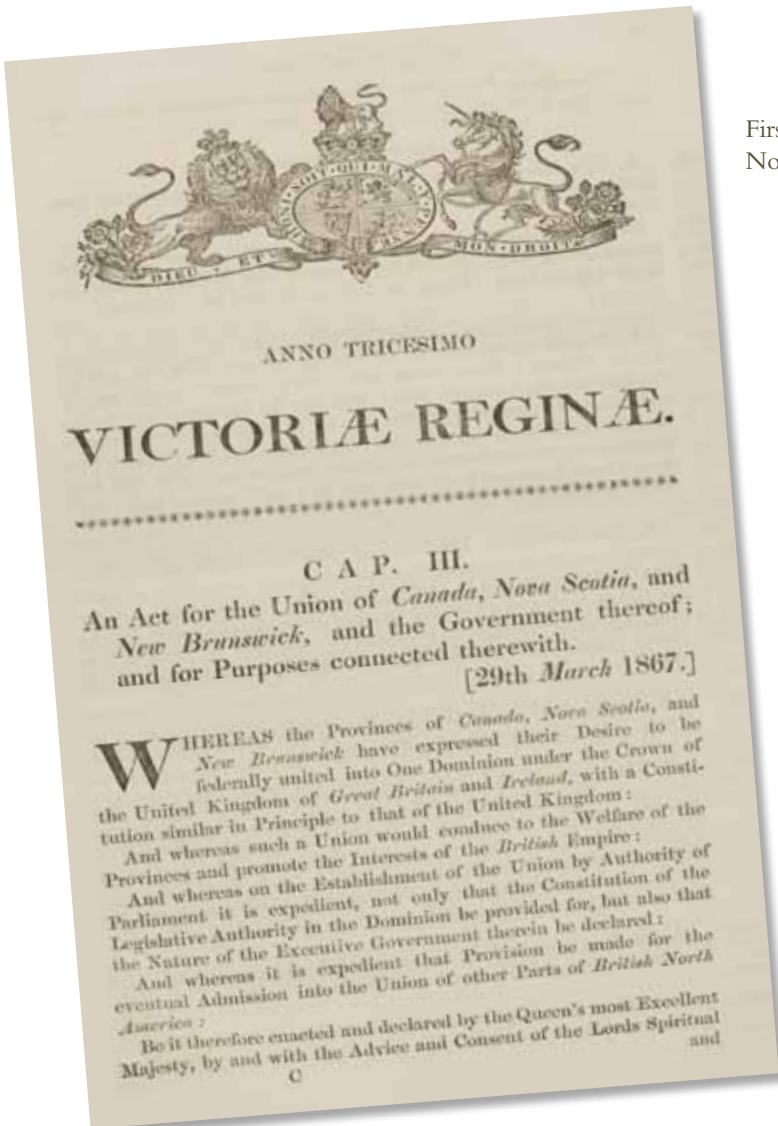 DIEU · ET
MON · DROIT
ANNO TRICESIMO
VICTORIÆ REGINÆ.
CAP. III.
An Act for the Union of Canada, Nova Scotia, and
New Brunswick, and the Government thereof;
and for Purposes connected therewith.
[29th March 1867.]
WHEREAS the Provinces of Canada, Nova Scotia, and
New Brunswick have expressed their Desire to be
federally united into One Dominion under the Crown of
the United Kingdom of Great Britain and Ireland, with a Consti-
tution similar in Principle to that of the United Kingdom:
And whereas such a Union would conduce to the Welfare of the
Provinces and promote the Interests of the British Empire:
And whereas on the Establishment of the Union by Authority of
Parliament it is expedient, not only that the Constitution of the
Legislative Authority in the Dominion be provided for, but also that
the Nature of the Executive Government therein be declared:
And whereas it is expedient that Provision be made for the
eventual Admission into the Union of other Parts of British North
America:
Be it therefore enacted and declared by the Queen's most Excellent
Majesty, by and with the Advice and Consent of the Lords Spiritual
and
C
Firs
No